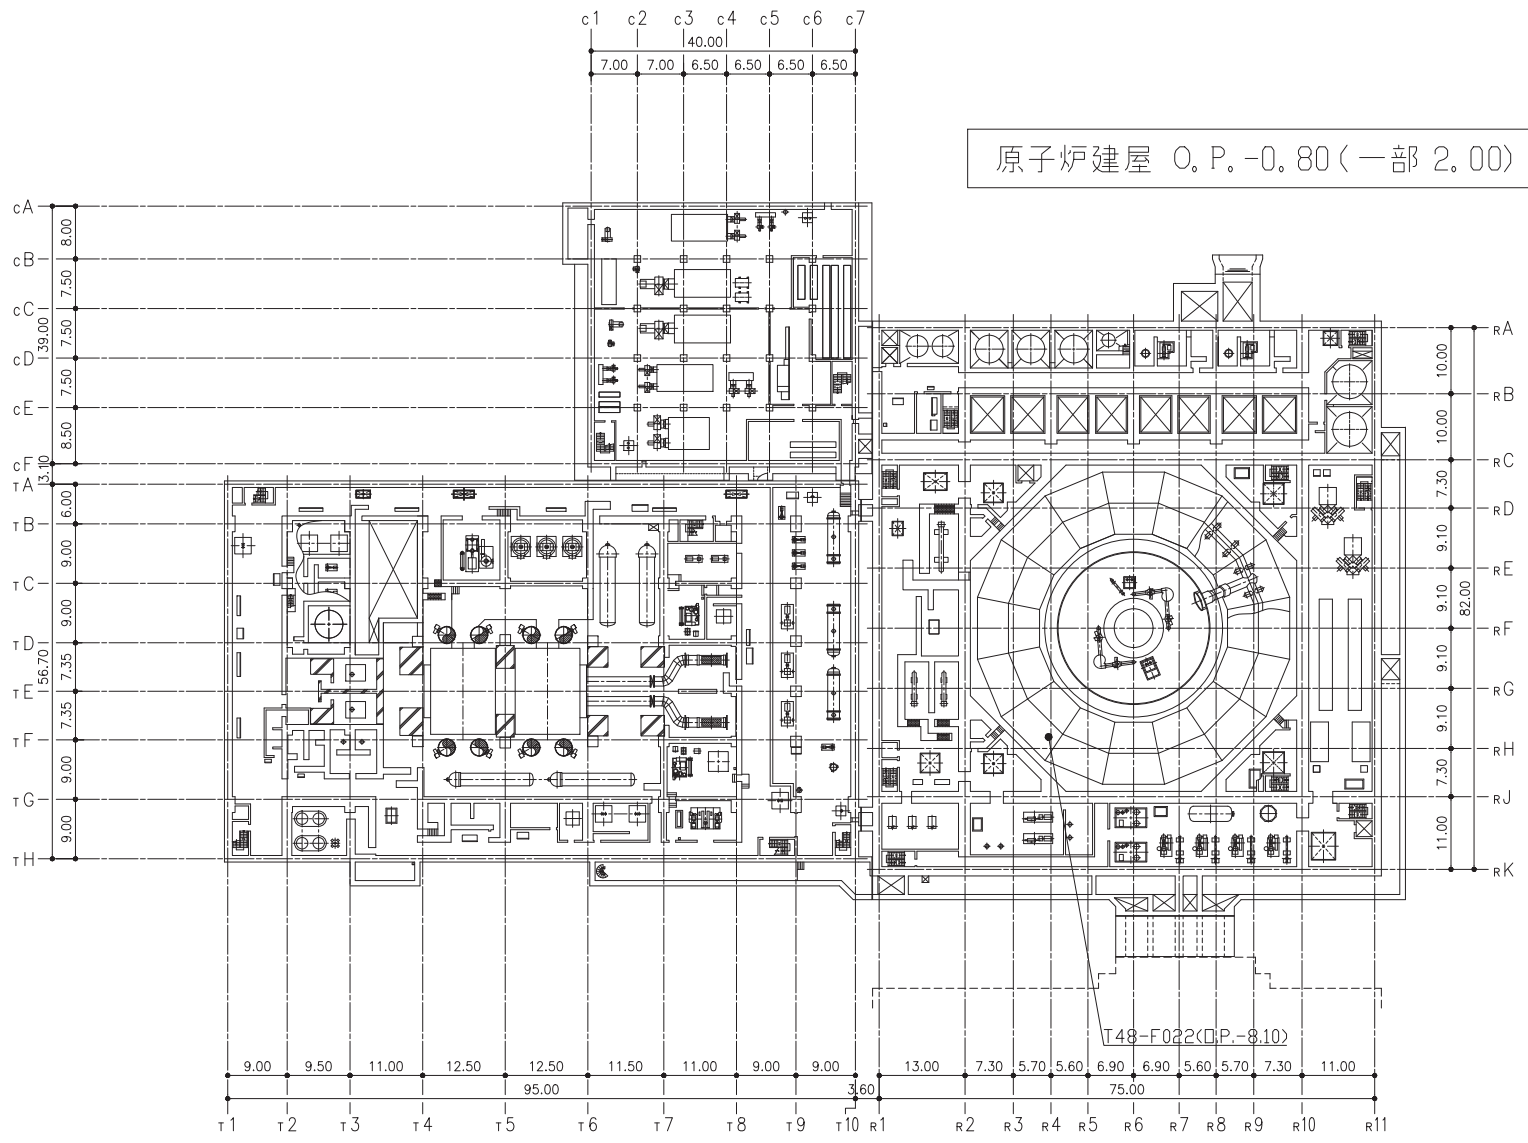 c1 c2 c3 c4 c5 c6 c7
40.00
7.00 7.00 6.50 6.50 6.50 6.50
原子炉建屋 O.P.-0.80(一部 2.00)
cA
8.00
cB
7.50
cC
39.00
7.50
cD
7.50
cE
8.50
cF
3.10
TA
6.00
TB
9.00
TC
9.00
TD
56.70
7.35
TE
7.35
TF
9.00
TG
9.00
TH
RA
10.00
RB
10.00
RC
7.30
RD
9.10
RE
9.10
82.00
RF
9.10
RG
9.10
RH
7.30
RJ
11.00
RK
T48-F022(O.P.-8.10)
9.00 9.50 11.00 12.50 12.50 11.50 11.00 9.00 9.00 13.00 7.30 5.70 5.60 6.90 6.90 5.60 5.70 7.30 11.00
95.00 3.60 75.00
T1 T2 T3 T4 T5 T6 T7 T8 T9 T10 R1 R2 R3 R4 R5 R6 R7 R8 R9 R10 R11